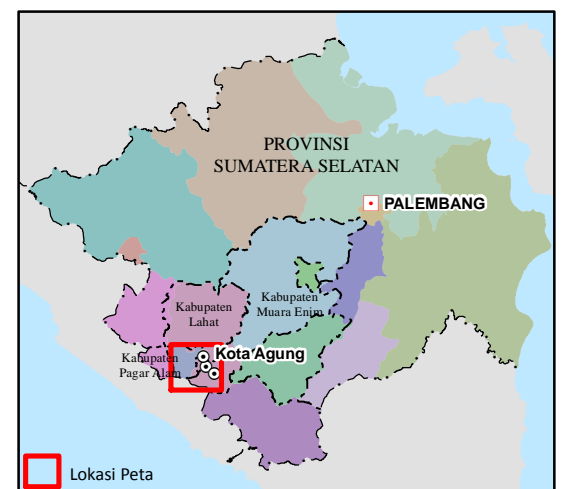 PROVINSI
SUMATERA SELATAN
PALEMBANG
Kabupaten
Muara Enim
Kabupaten
Lahat
Kota Agung
Kabupaten
Pagar Alam
Lokasi Peta